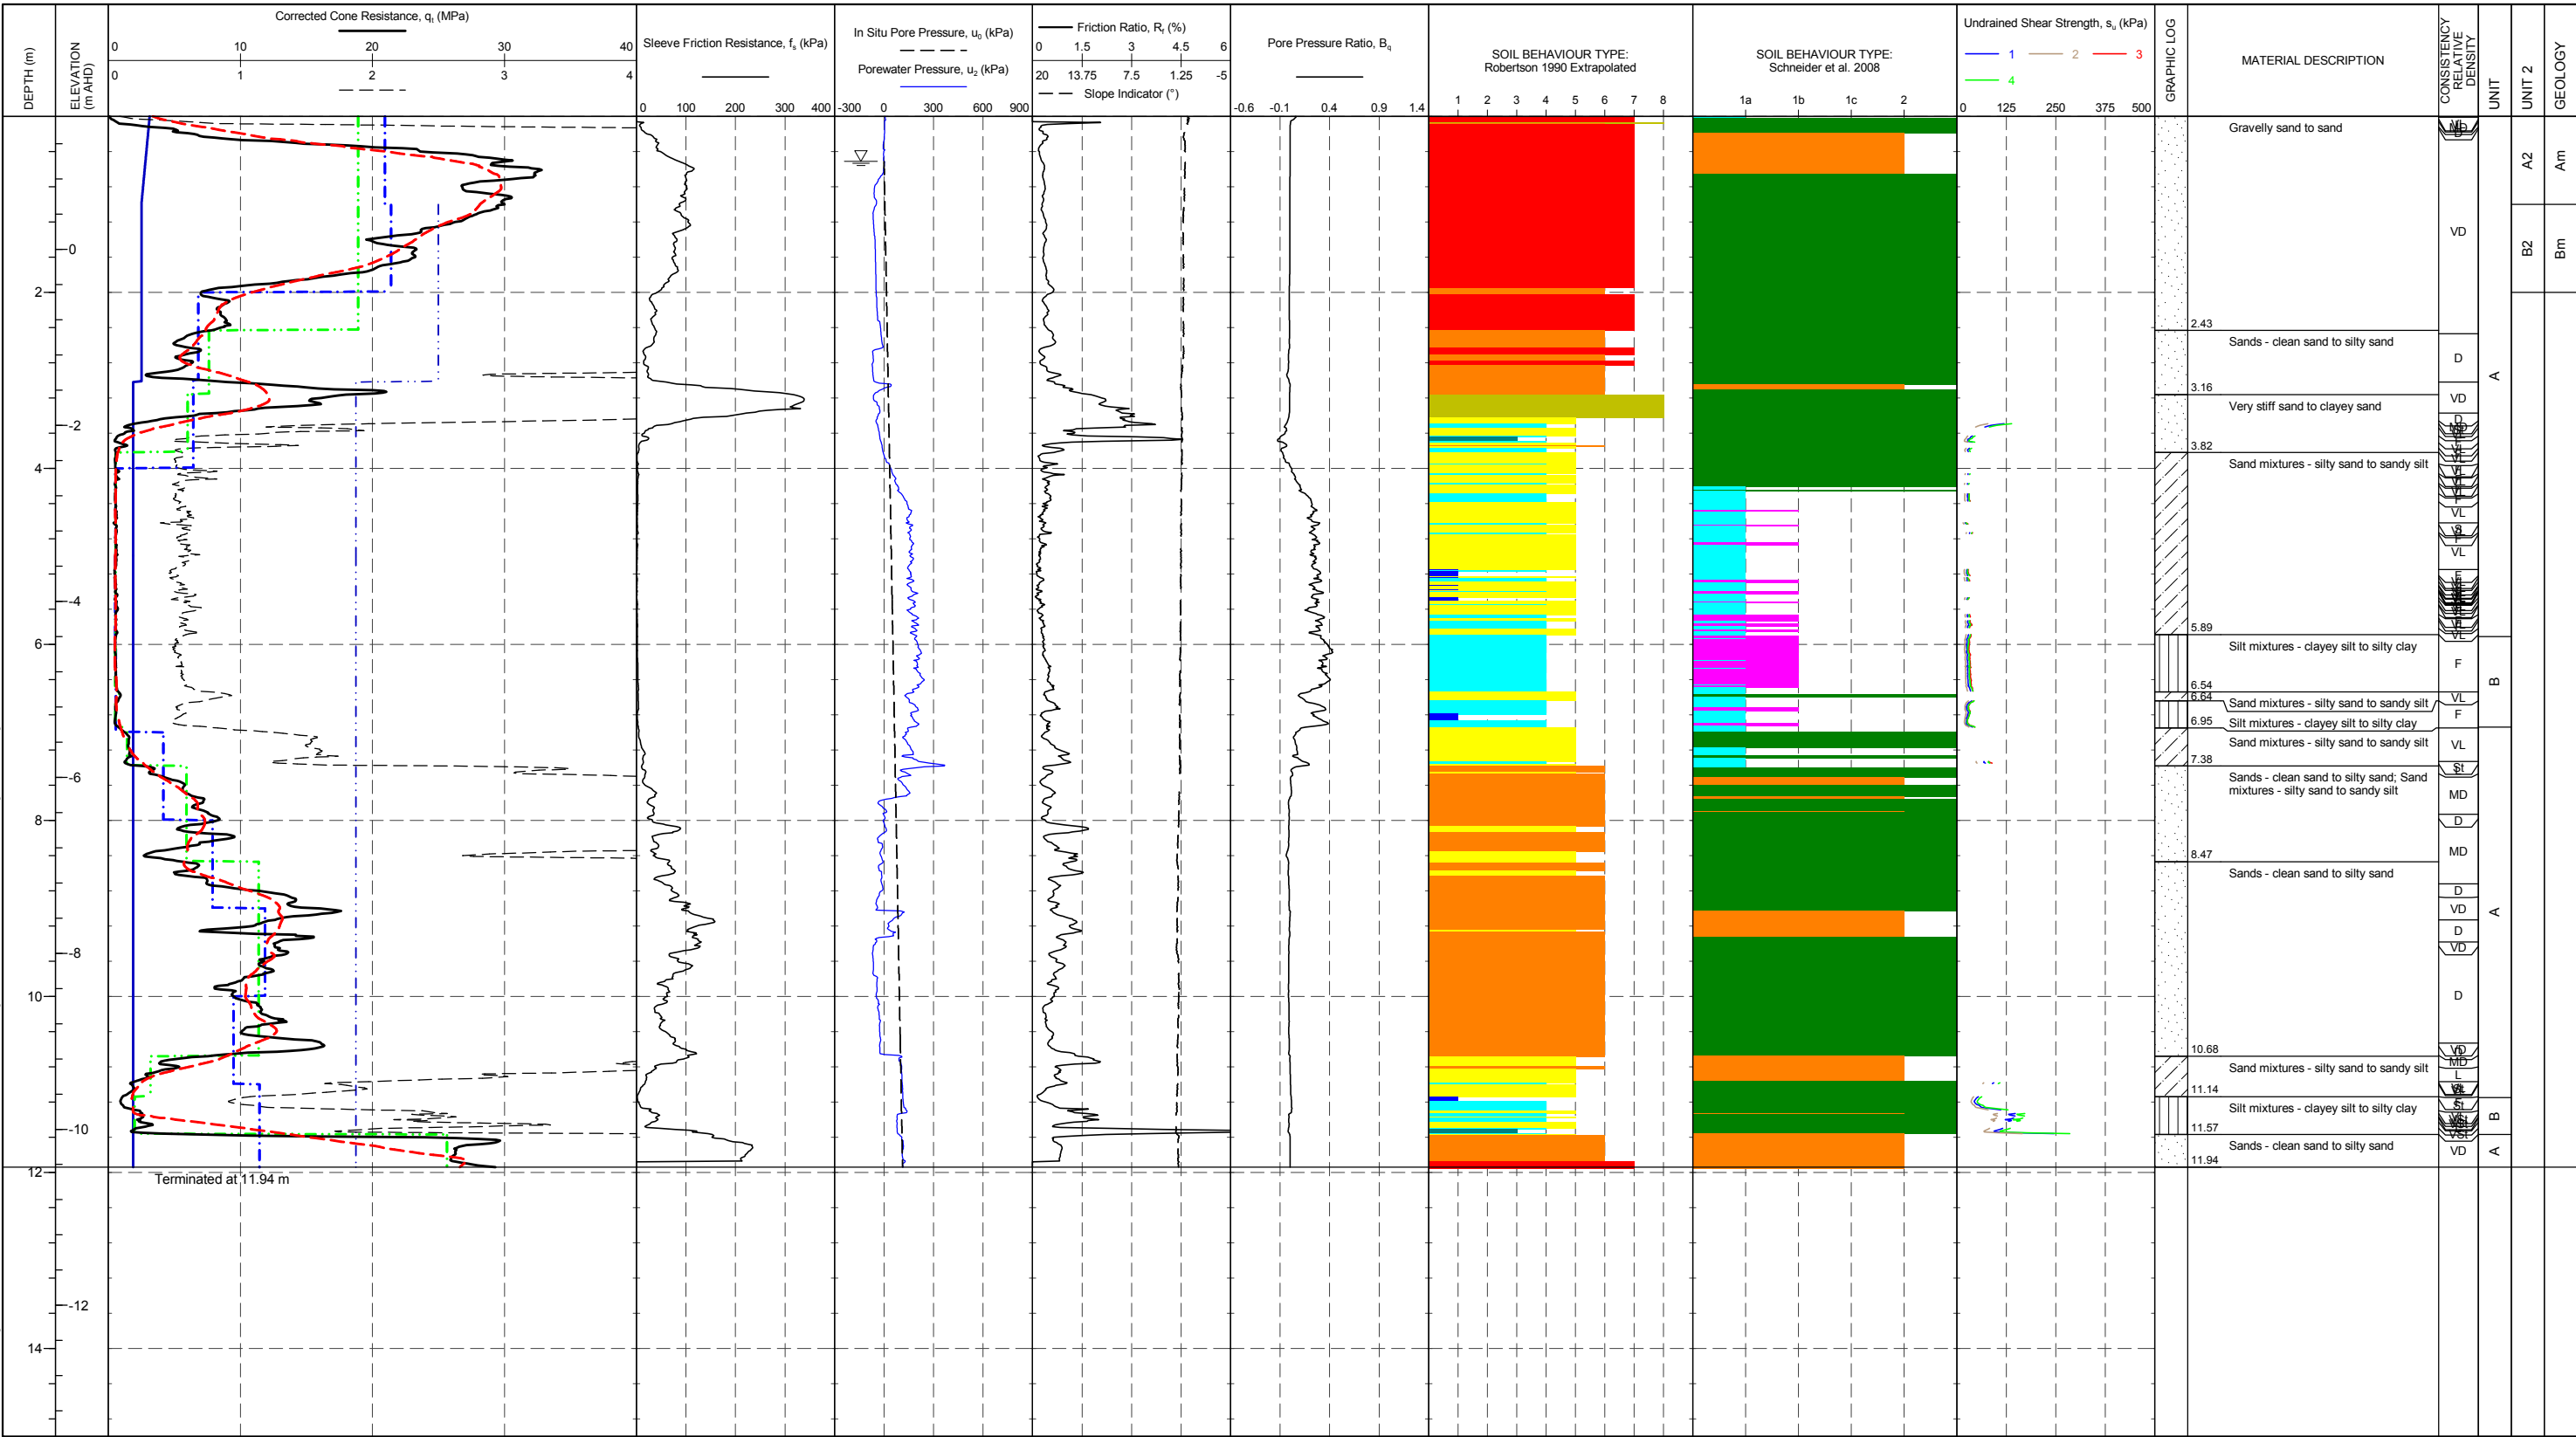 DEPTH (m)
ELEVATION
(m AHD)
Corrected Cone Resistance, qt (MPa)
0 10 20 30 40
0 1 2 3 4
Sleeve Friction Resistance, fs (kPa)
0 100 200 300 400
In Situ Pore Pressure, u0 (kPa)
Porewater Pressure, u2 (kPa)
-300 0 300 600 900
Friction Ratio, Rf (%)
0 1.5 3 4.5 6
20 13.75 7.5 1.25 -5
Slope Indicator (°)
Pore Pressure Ratio, Bq
-0.6 -0.1 0.4 0.9 1.4
SOIL BEHAVIOUR TYPE:
Robertson 1990 Extrapolated
1 2 3 4 5 6 7 8
SOIL BEHAVIOUR TYPE:
Schneider et al. 2008
1a 1b 1c 2
Undrained Shear Strength, su (kPa)
1 2 3
4
0 125 250 375 500
GRAPHIC LOG
MATERIAL DESCRIPTION
CONSISTENCY
RELATIVE
DENSITY
UNIT
UNIT 2
GEOLOGY
2
4
6
8
10
12
14
0
-2
-4
-6
-8
-10
-12
Gravelly sand to sand
2.43
Sands - clean sand to silty sand
3.16
Very stiff sand to clayey sand
3.82
Sand mixtures - silty sand to sandy silt
5.89
Silt mixtures - clayey silt to silty clay
6.54
6.64
Sand mixtures - silty sand to sandy silt
6.95
Silt mixtures - clayey silt to silty clay
Sand mixtures - silty sand to sandy silt
7.38
Sands - clean sand to silty sand; Sand
mixtures - silty sand to sandy silt
8.47
Sands - clean sand to silty sand
10.68
Sand mixtures - silty sand to sandy silt
11.14
Silt mixtures - clayey silt to silty clay
11.57
Sands - clean sand to silty sand
11.94
VD
D
VD
D
VL
VL
VL
F
VL
F
VL
St
MD
D
MD
D
VD
D
VD
D
VD
MD
L
St
VSt
VD
A
B
A
B
A
A2
B2
Am
Bm
Terminated at 11.94 m